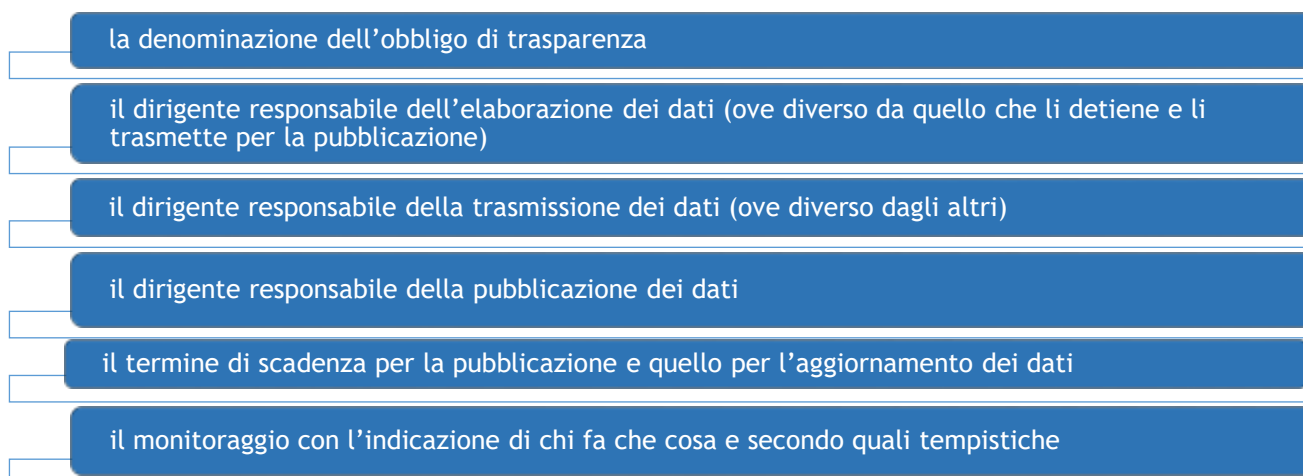 la denominazione dell’obbligo di trasparenza
il dirigente responsabile dell’elaborazione dei dati (ove diverso da quello che li detiene e li
trasmette per la pubblicazione)
il dirigente responsabile della trasmissione dei dati (ove diverso dagli altri)
il dirigente responsabile della pubblicazione dei dati
il termine di scadenza per la pubblicazione e quello per l’aggiornamento dei dati
il monitoraggio con l’indicazione di chi fa che cosa e secondo quali tempistiche